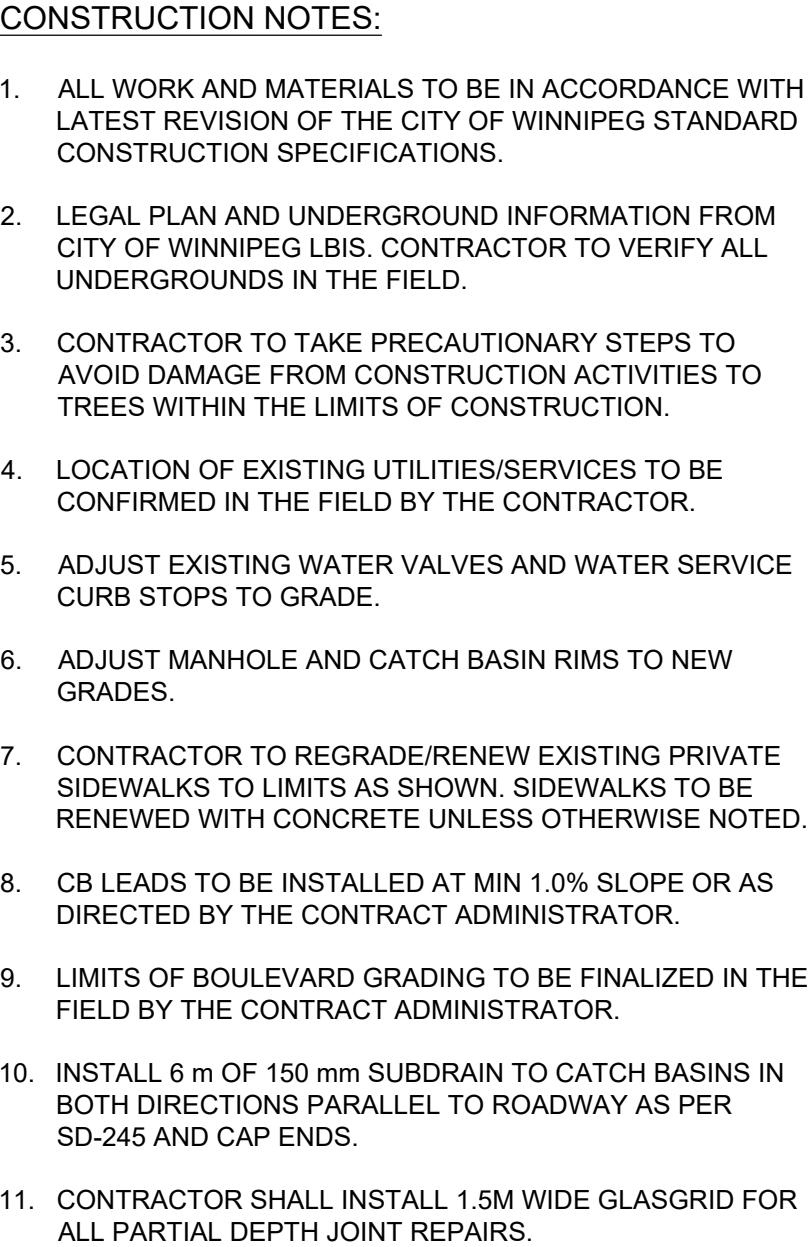 CONSTRUCTION NOTES:
1. ALL WORK AND MATERIALS TO BE IN ACCORDANCE WITH
LATEST REVISION OF THE CITY OF WINNIPEG STANDARD
CONSTRUCTION SPECIFICATIONS.
2. LEGAL PLAN AND UNDERGROUND INFORMATION FROM
CITY OF WINNIPEG LBIS. CONTRACTOR TO VERIFY ALL
UNDERGROUNDS IN THE FIELD.
3. CONTRACTOR TO TAKE PRECAUTIONARY STEPS TO
AVOID DAMAGE FROM CONSTRUCTION ACTIVITIES TO
TREES WITHIN THE LIMITS OF CONSTRUCTION.
4. LOCATION OF EXISTING UTILITIES/SERVICES TO BE
CONFIRMED IN THE FIELD BY THE CONTRACTOR.
5. ADJUST EXISTING WATER VALVES AND WATER SERVICE
CURB STOPS TO GRADE.
6. ADJUST MANHOLE AND CATCH BASIN RIMS TO NEW
GRADES.
7. CONTRACTOR TO REGRADE/RENEW EXISTING PRIVATE
SIDEWALKS TO LIMITS AS SHOWN. SIDEWALKS TO BE
RENEWED WITH CONCRETE UNLESS OTHERWISE NOTED.
8. CB LEADS TO BE INSTALLED AT MIN 1.0% SLOPE OR AS
DIRECTED BY THE CONTRACT ADMINISTRATOR.
9. LIMITS OF BOULEVARD GRADING TO BE FINALIZED IN THE
FIELD BY THE CONTRACT ADMINISTRATOR.
10. INSTALL 6 m OF 150 mm SUBDRAIN TO CATCH BASINS IN
BOTH DIRECTIONS PARALLEL TO ROADWAY AS PER
SD-245 AND CAP ENDS.
11. CONTRACTOR SHALL INSTALL 1.5M WIDE GLASGRID FOR
ALL PARTIAL DEPTH JOINT REPAIRS.